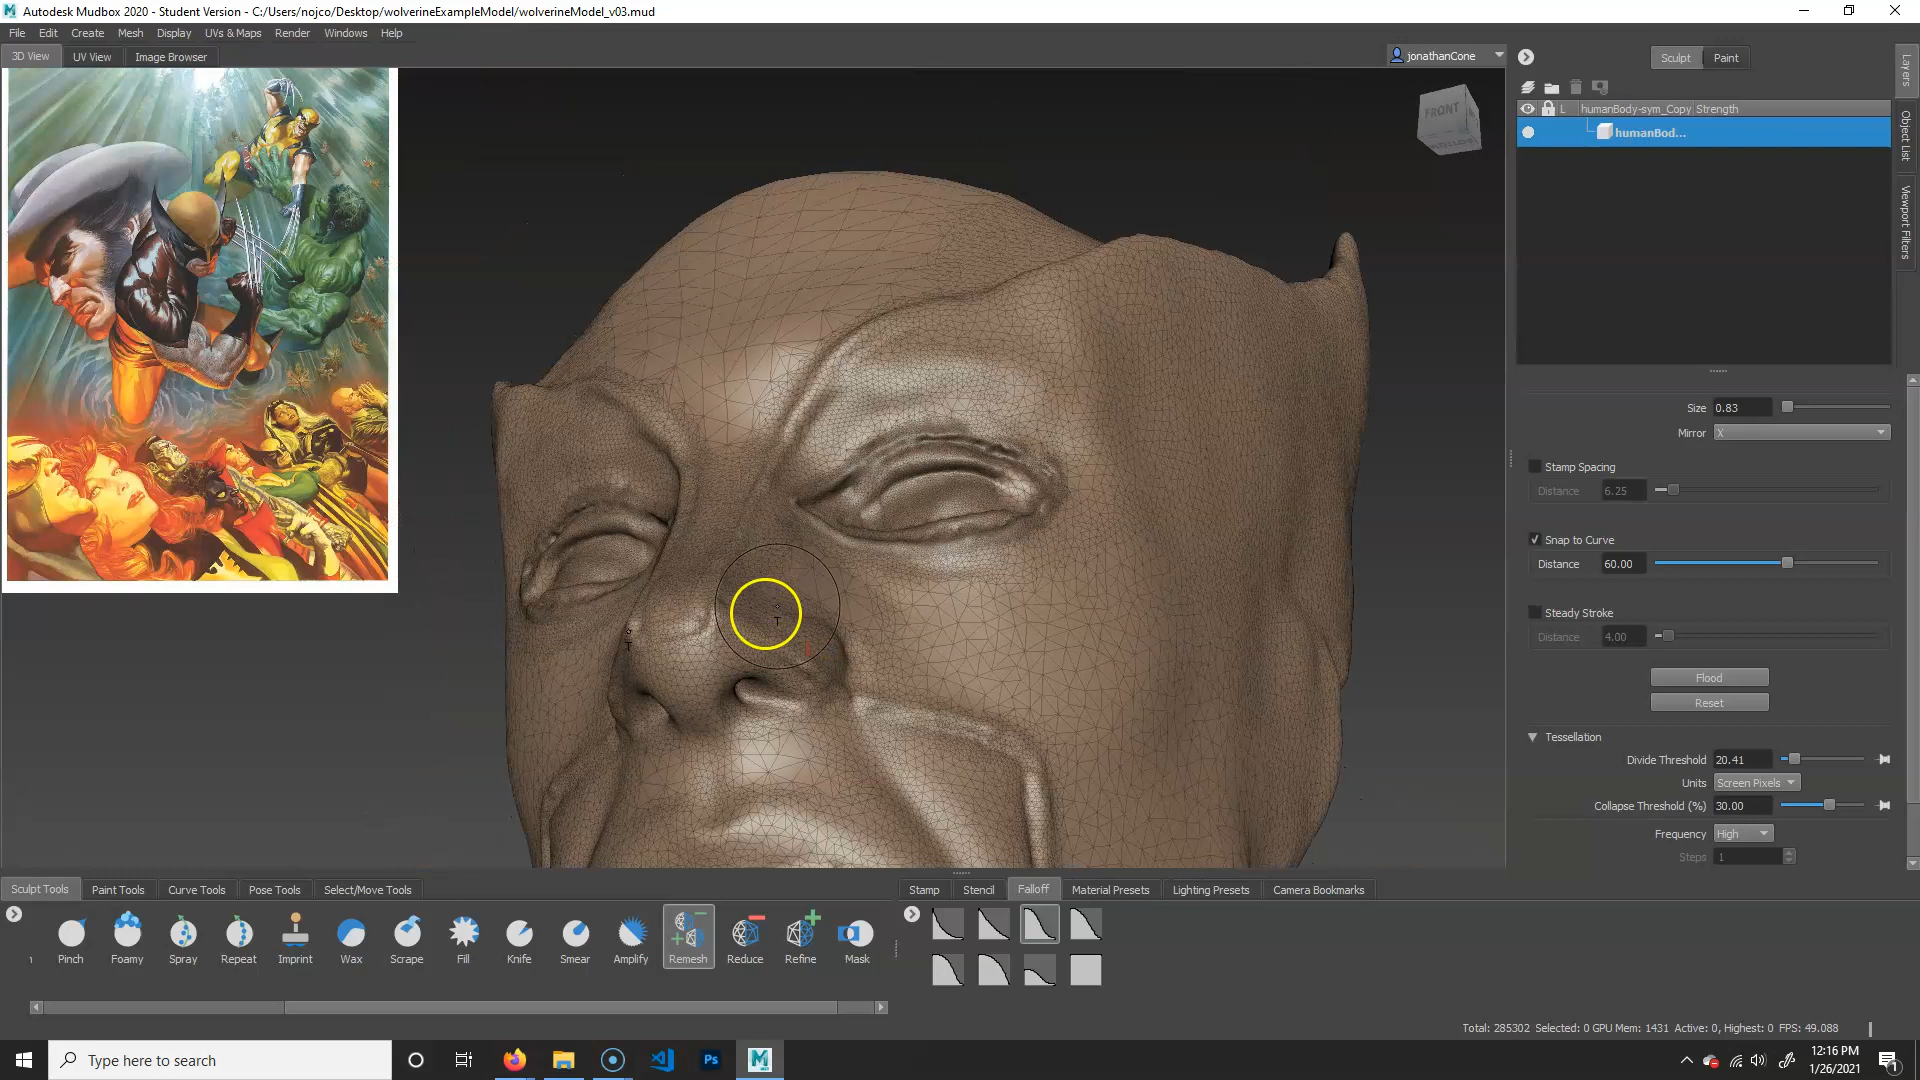 Autodesk Mudbox 2020 - Student Version - C:/Users/nojco/Desktop/wolverineExampleModel/wolverineModel_v03.mud
File Edit Create Mesh Display UVs & Maps Render Windows Help
3D View UV View Image Browser
jonathanCone
Sculpt Paint
L humanBody-sym_Copy Strength
humanBod...
Layers
Object List
Viewport Filters
FRONT
Size 0.83
Mirror X
Stamp Spacing
Distance 6.25
Snap to Curve
Distance 60.00
Steady Stroke
Distance 4.00
Flood
Reset
Tessellation
Divide Threshold 20.41
Units Screen Pixels
Collapse Threshold (%) 30.00
Frequency High
Steps 1
T
T
Sculpt Tools Paint Tools Curve Tools Pose Tools Select/Move Tools
Stamp Stencil Falloff Material Presets Lighting Presets Camera Bookmarks
Pinch Foamy Spray Repeat Imprint Wax Scrape Fill Knife Smear Amplify Remesh Reduce Refine Mask
Total: 285302 Selected: 0 GPU Mem: 1431 Active: 0, Highest: 0 FPS: 49.088
Type here to search
Ps
M
12:16 PM
1/26/2021
1